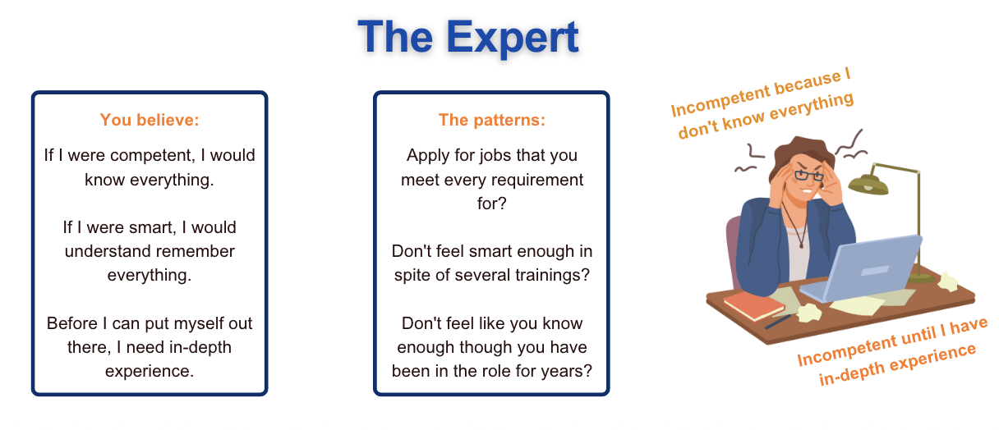 The Expert
You believe:
If I were competent, I would
know everything.
If I were smart, I would
understand remember
everything.
Before I can put myself out
there, I need in-depth
experience.
The patterns:
Apply for jobs that you
meet every requirement
for?
Don't feel smart enough in
spite of several trainings?
Don't feel like you know
enough though you have
been in the role for years?
Incompetent because I
don't know everything
Incompetent until I have
in-depth experience